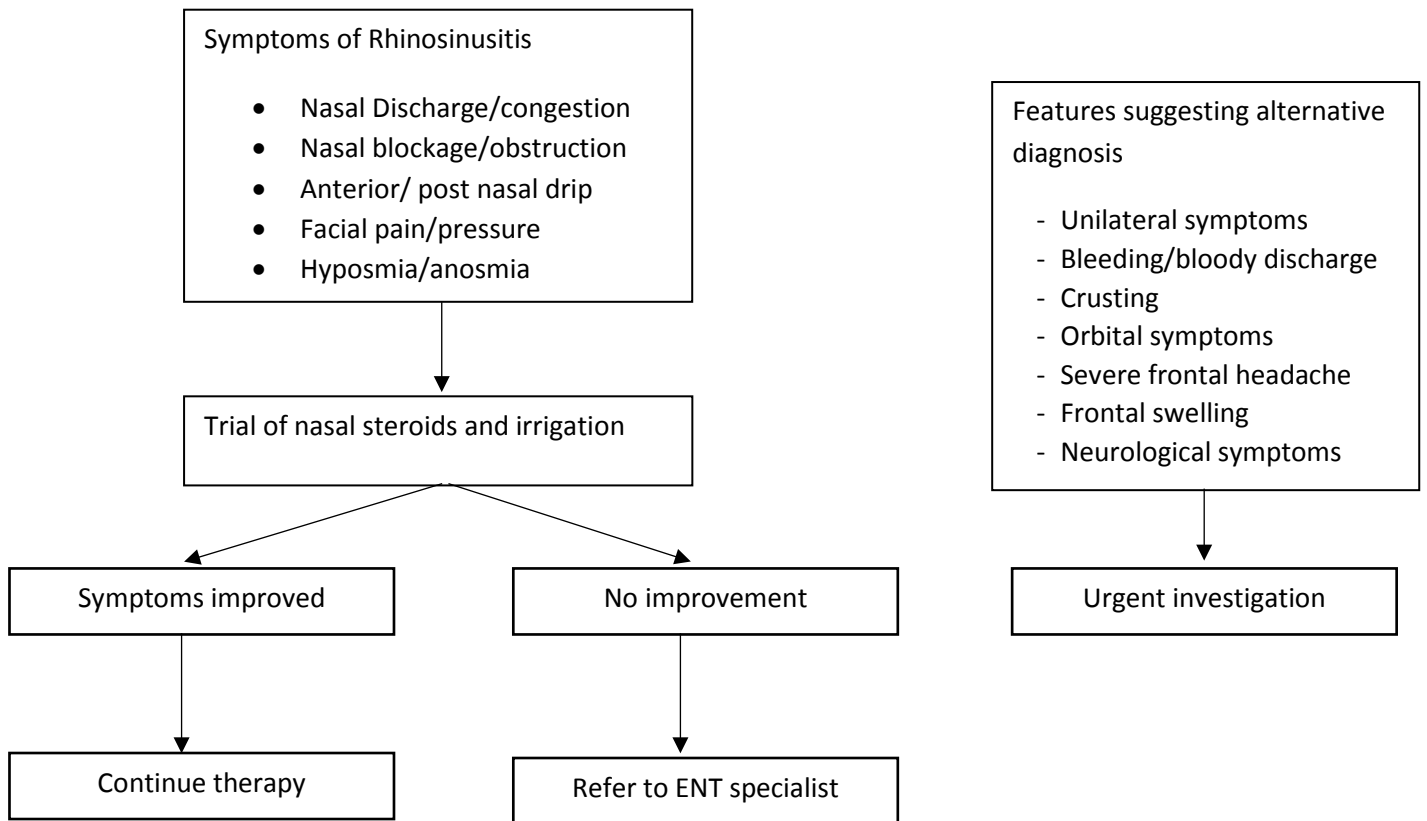 Symptoms of Rhinosinusitis
• Nasal Discharge/congestion
• Nasal blockage/obstruction
• Anterior/ post nasal drip
• Facial pain/pressure
• Hyposmia/anosmia
Trial of nasal steroids and irrigation
Symptoms improved
No improvement
Continue therapy
Refer to ENT specialist
Features suggesting alternative
diagnosis
- Unilateral symptoms
- Bleeding/bloody discharge
- Crusting
- Orbital symptoms
- Severe frontal headache
- Frontal swelling
- Neurological symptoms
Urgent investigation